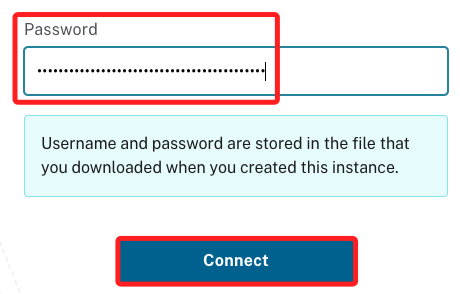 Password
Username and password are stored in the file that
you downloaded when you created this instance.
Connect